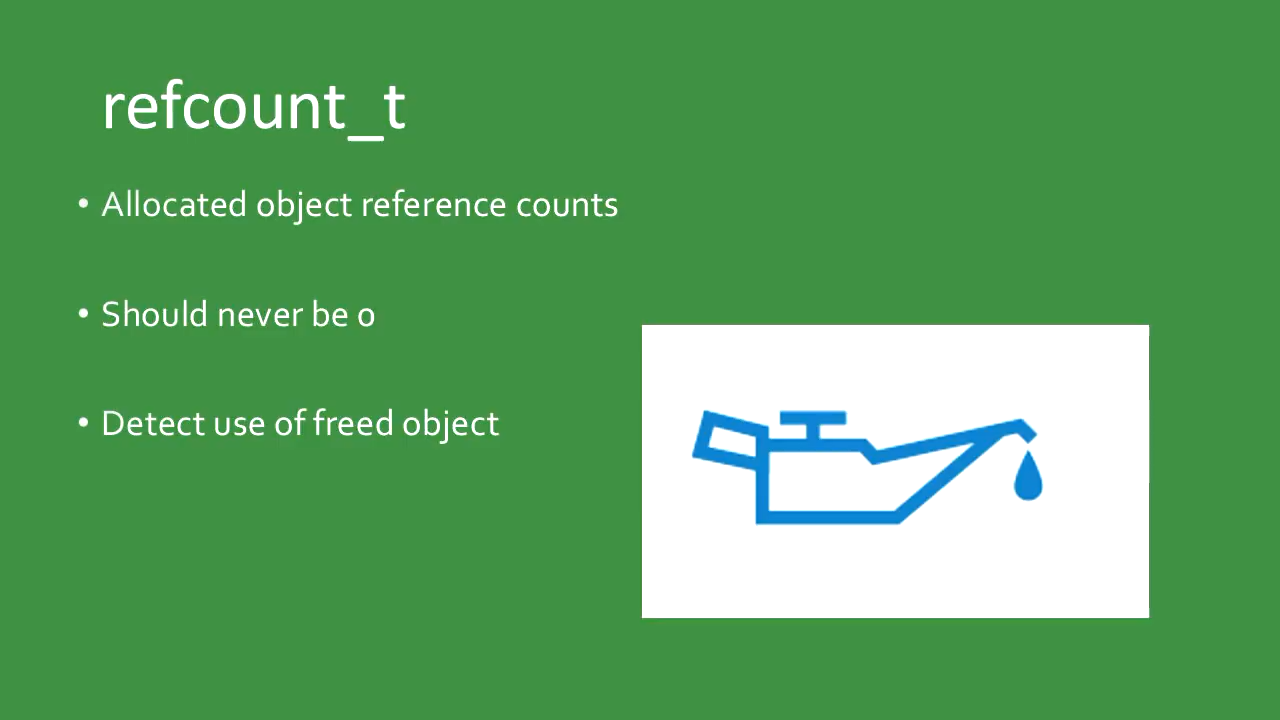 refcount_t
• Allocated object reference counts
• Should never be 0
• Detect use of freed object